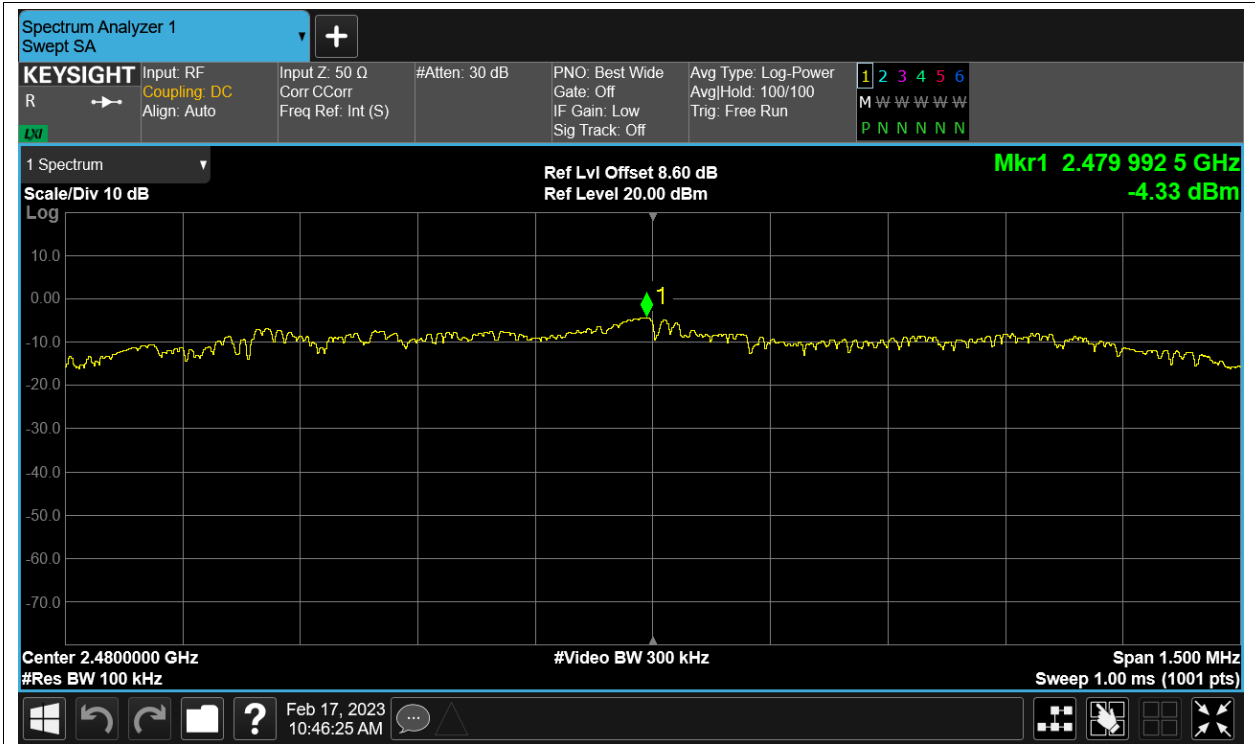 Spectrum Analyzer 1
Swept SA
KEYSIGHT
R
LXI
Input: RF
Coupling: DC
Align: Auto
Input Z: 50 Ω
Corr CCorr
Freq Ref: Int (S)
#Atten: 30 dB
PNO: Best Wide
Gate: Off
IF Gain: Low
Sig Track: Off
Avg Type: Log-Power
Avg|Hold: 100/100
Trig: Free Run
1 2 3 4 5 6
M W W W W W
P N N N N N
1 Spectrum
Scale/Div 10 dB
Log
Ref Lvl Offset 8.60 dB
Ref Level 20.00 dBm
Mkr1 2.479 992 5 GHz
-4.33 dBm
10.0
0.00
-10.0
-20.0
-30.0
-40.0
-50.0
-60.0
-70.0
1
Center 2.4800000 GHz
#Res BW 100 kHz
#Video BW 300 kHz
Span 1.500 MHz
Sweep 1.00 ms (1001 pts)
?
Feb 17, 2023
10:46:25 AM